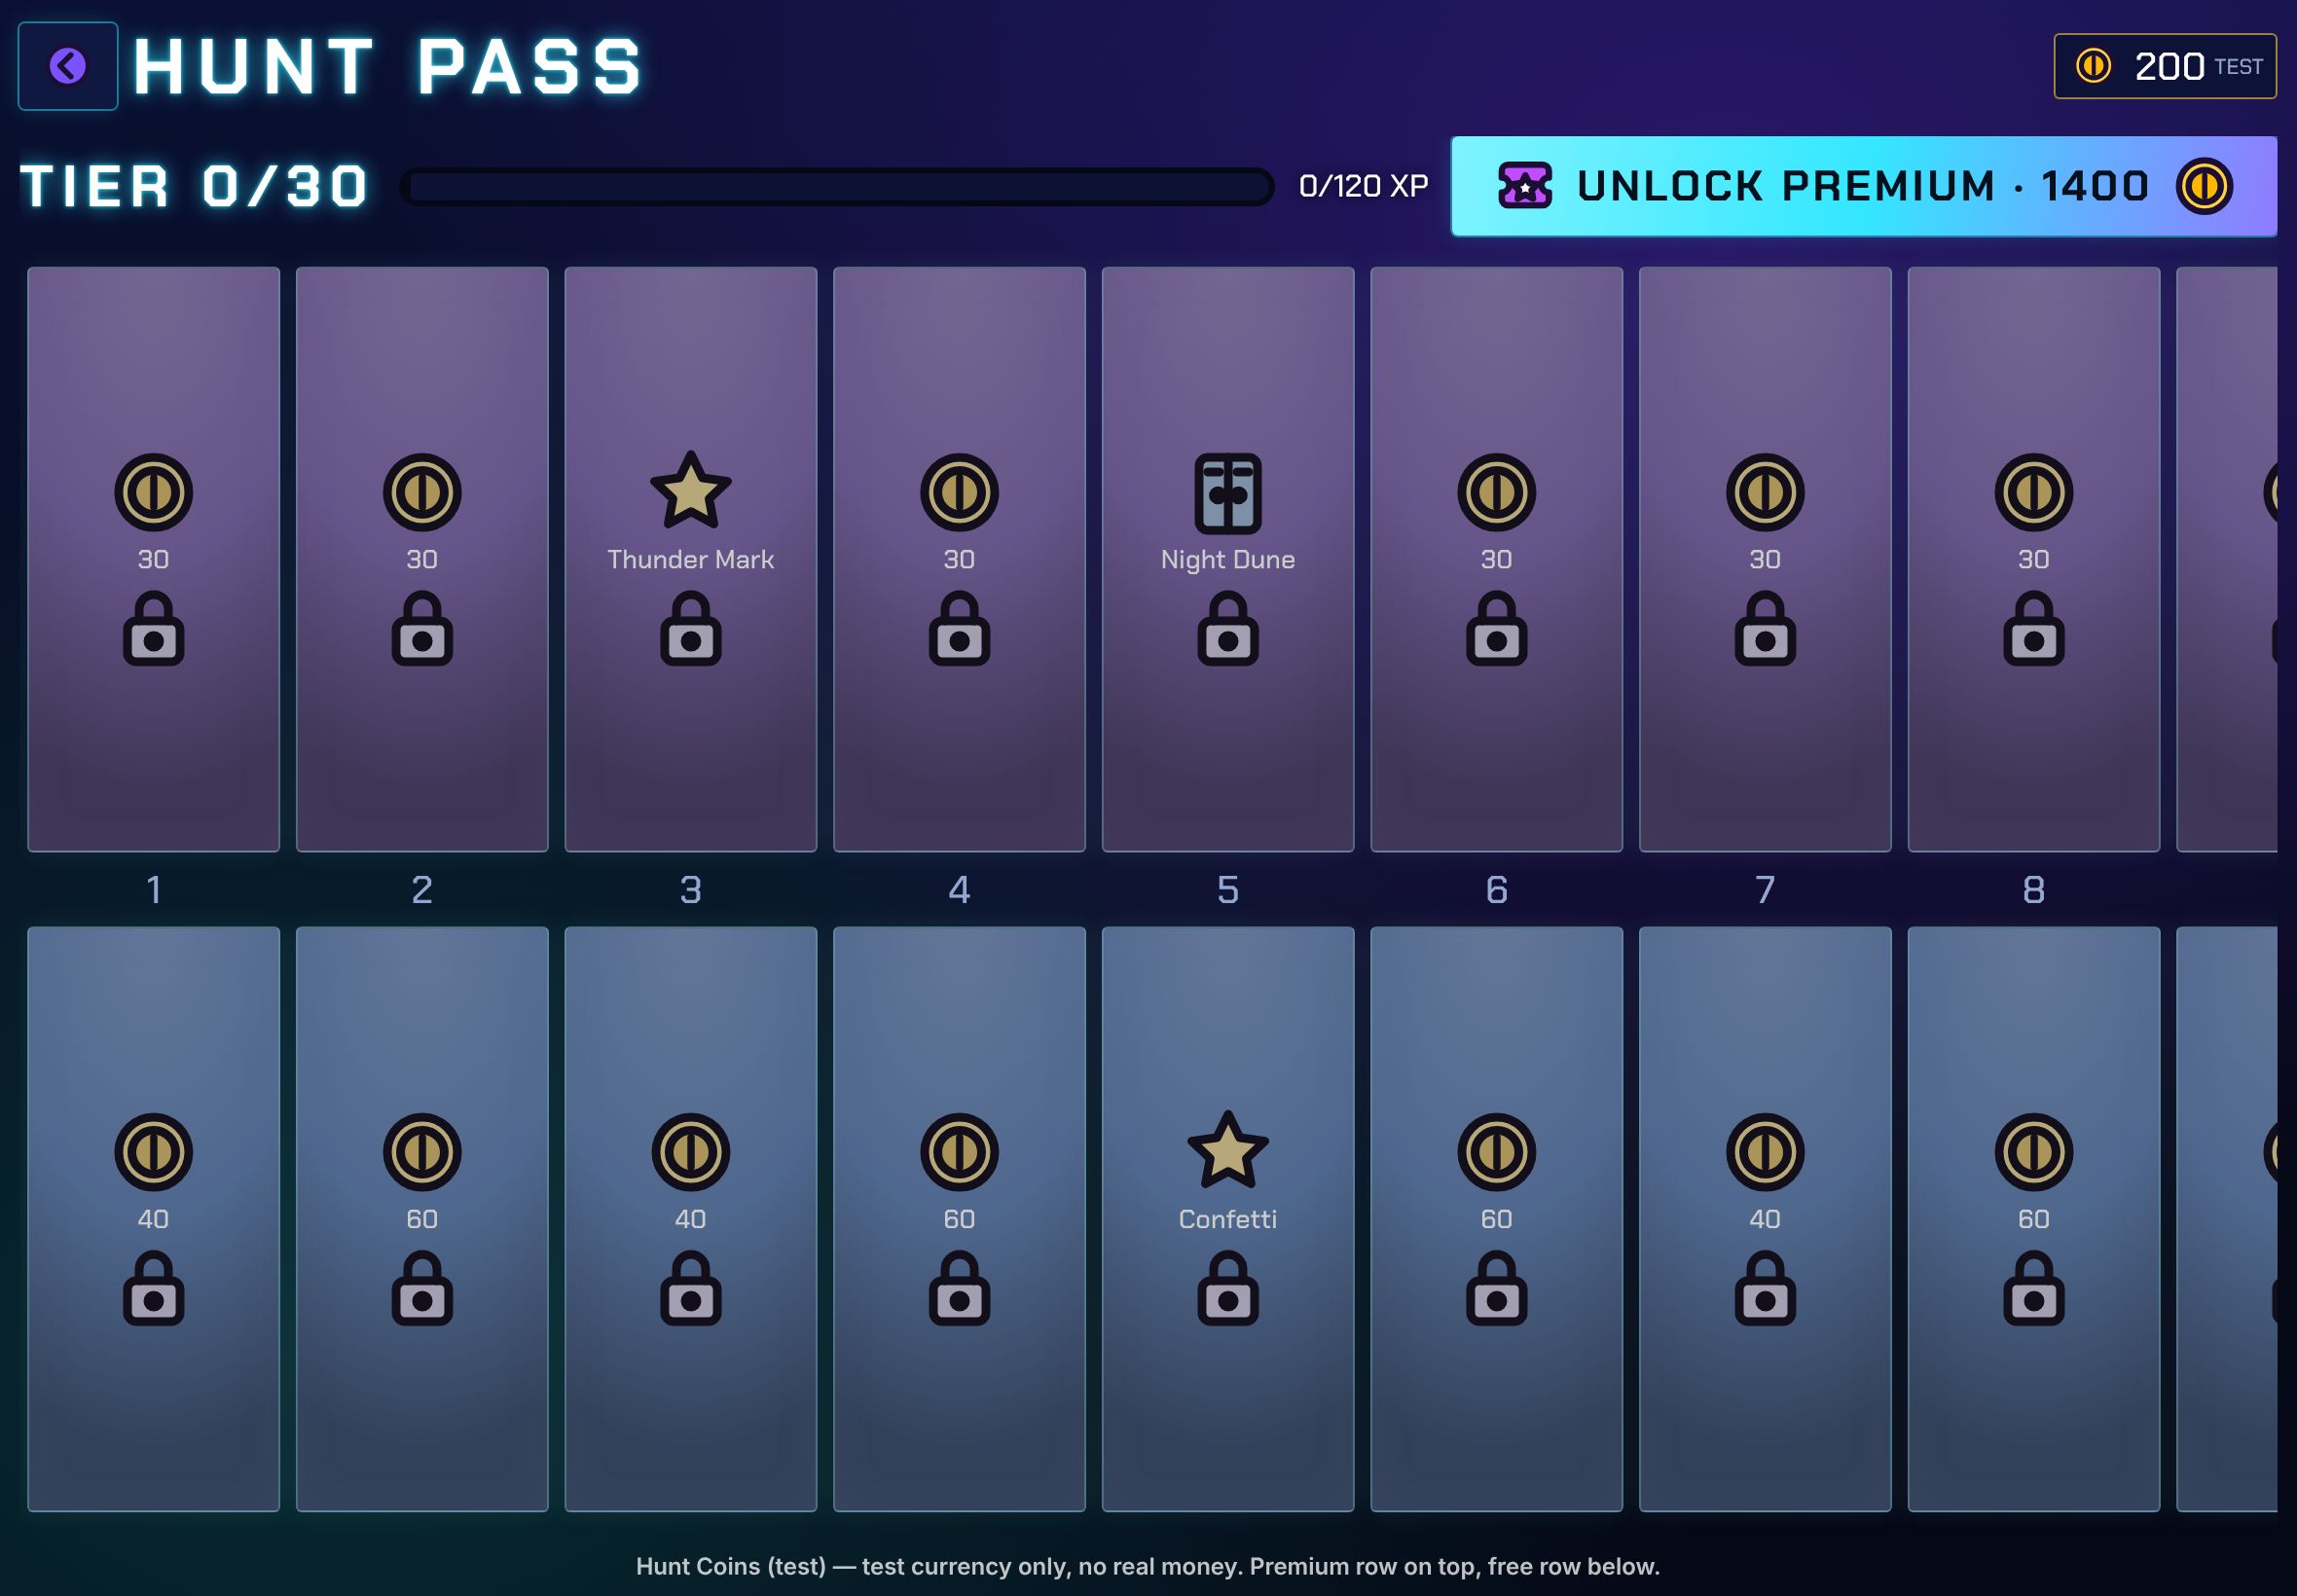 HUNT PASS
200 TEST
TIER 0/30
0/120 XP
UNLOCK PREMIUM · 1400
30
30
Thunder Mark
30
Night Dune
30
30
30
1
2
3
4
5
6
7
8
40
60
40
60
Confetti
60
40
60
Hunt Coins (test) — test currency only, no real money. Premium row on top, free row below.